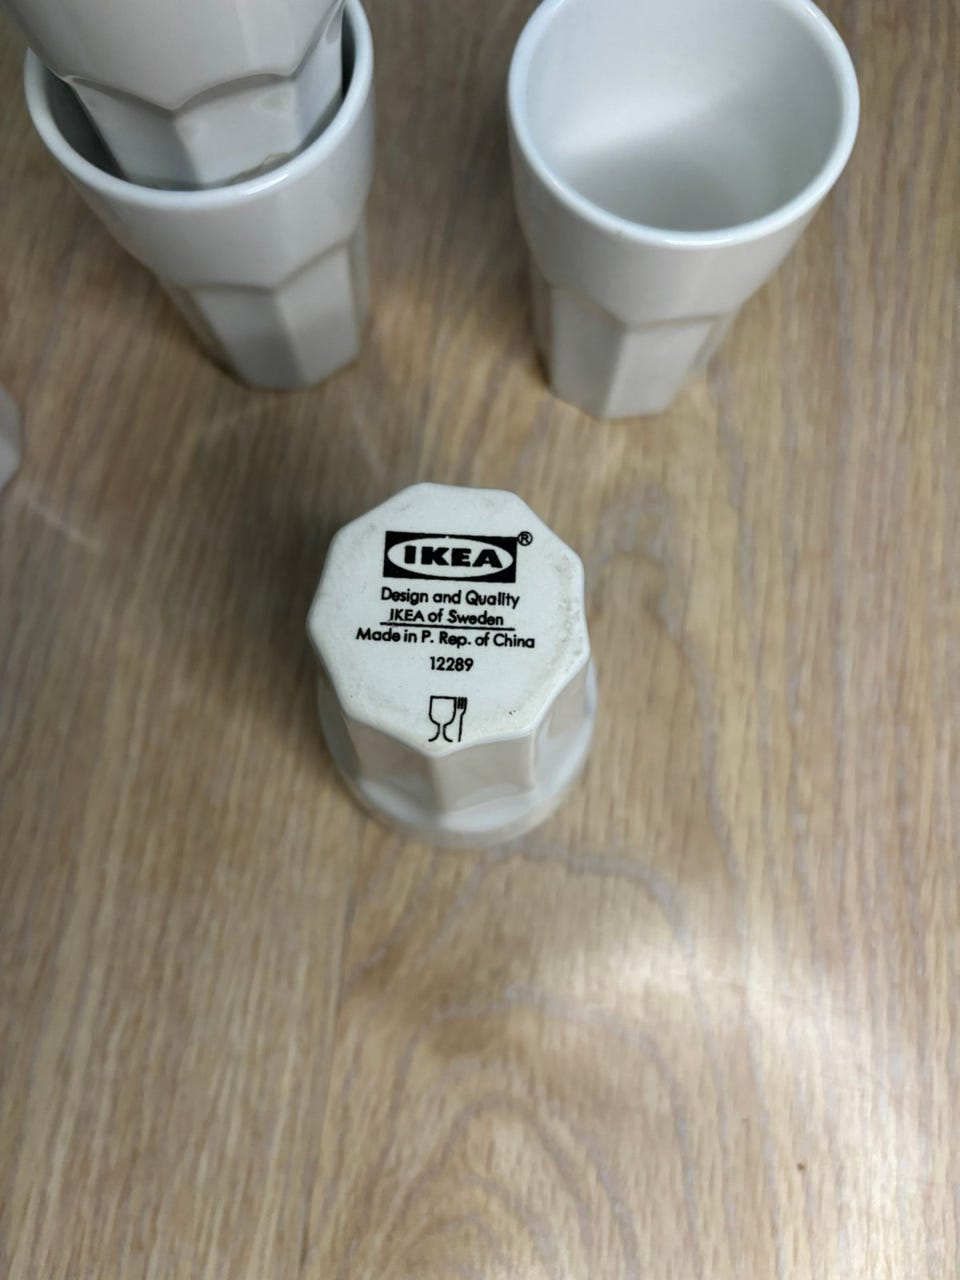 IKEA®
Design and Quality
IKEA of Sweden
Made in P. Rep. of China
12289